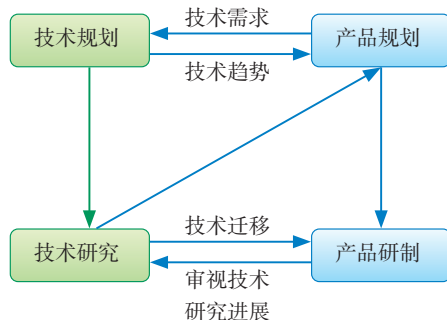 技术需求
技术规划
产品规划
技术趋势
技术迁移
技术研究
产品研制
审视技术
研究进展